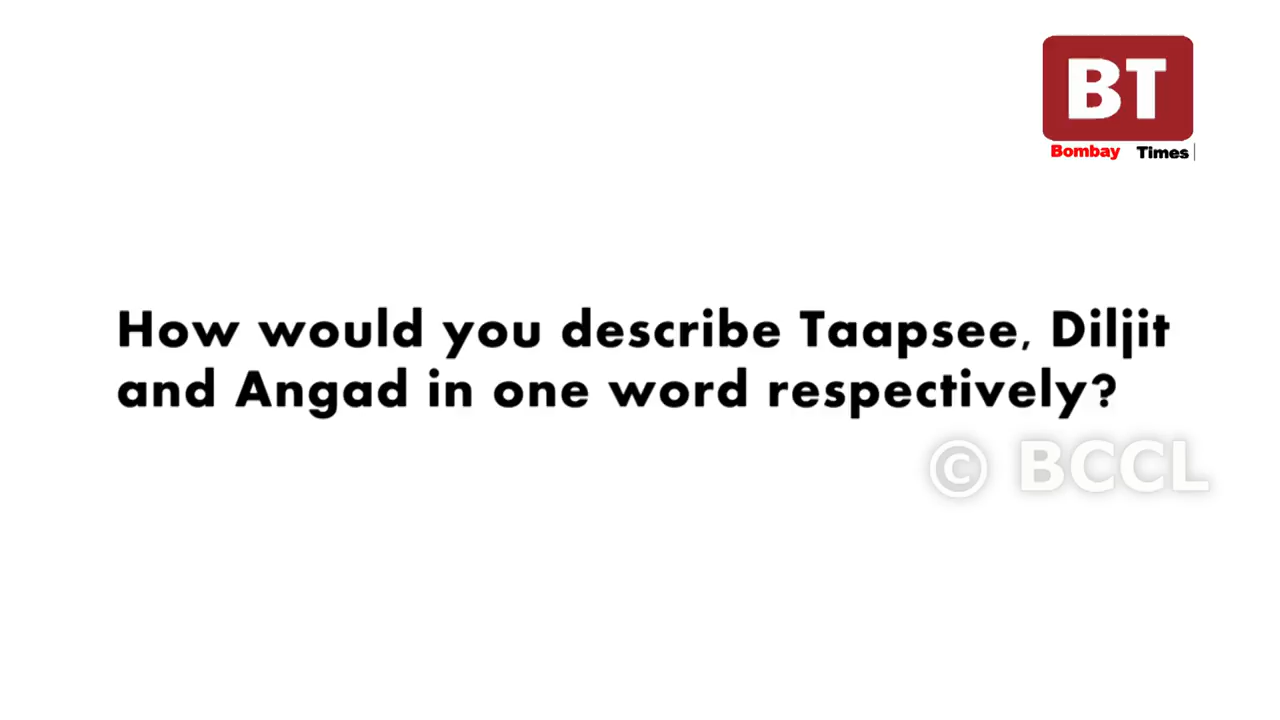 BT
Bombay Times
How would you describe Taapsee, Diljit
and Angad in one word respectively?
© BCCL